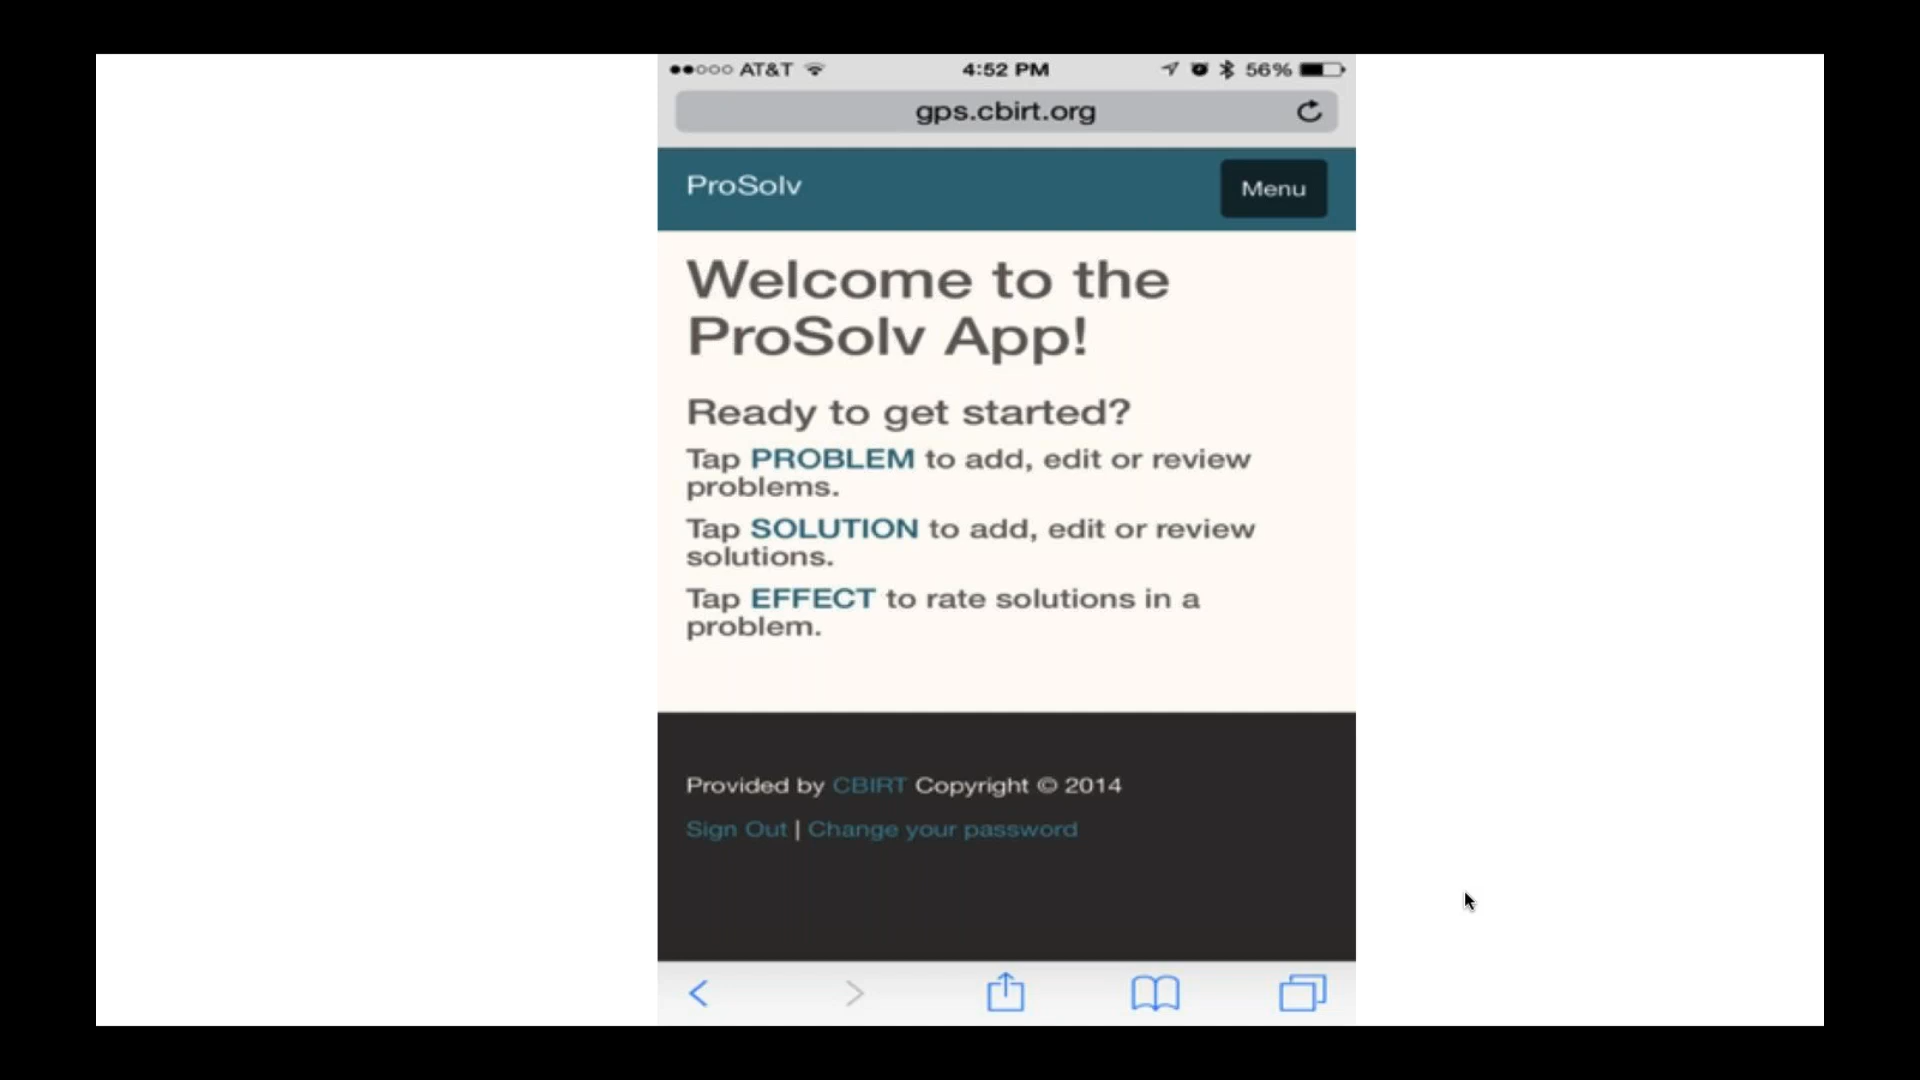 AT&T 4:52 PM 56%
gps.cbirt.org
ProSolv Menu
Welcome to the
ProSolv App!
Ready to get started?
Tap PROBLEM to add, edit or review
problems.
Tap SOLUTION to add, edit or review
solutions.
Tap EFFECT to rate solutions in a
problem.
Provided by CBIRT Copyright © 2014
Sign Out | Change your password